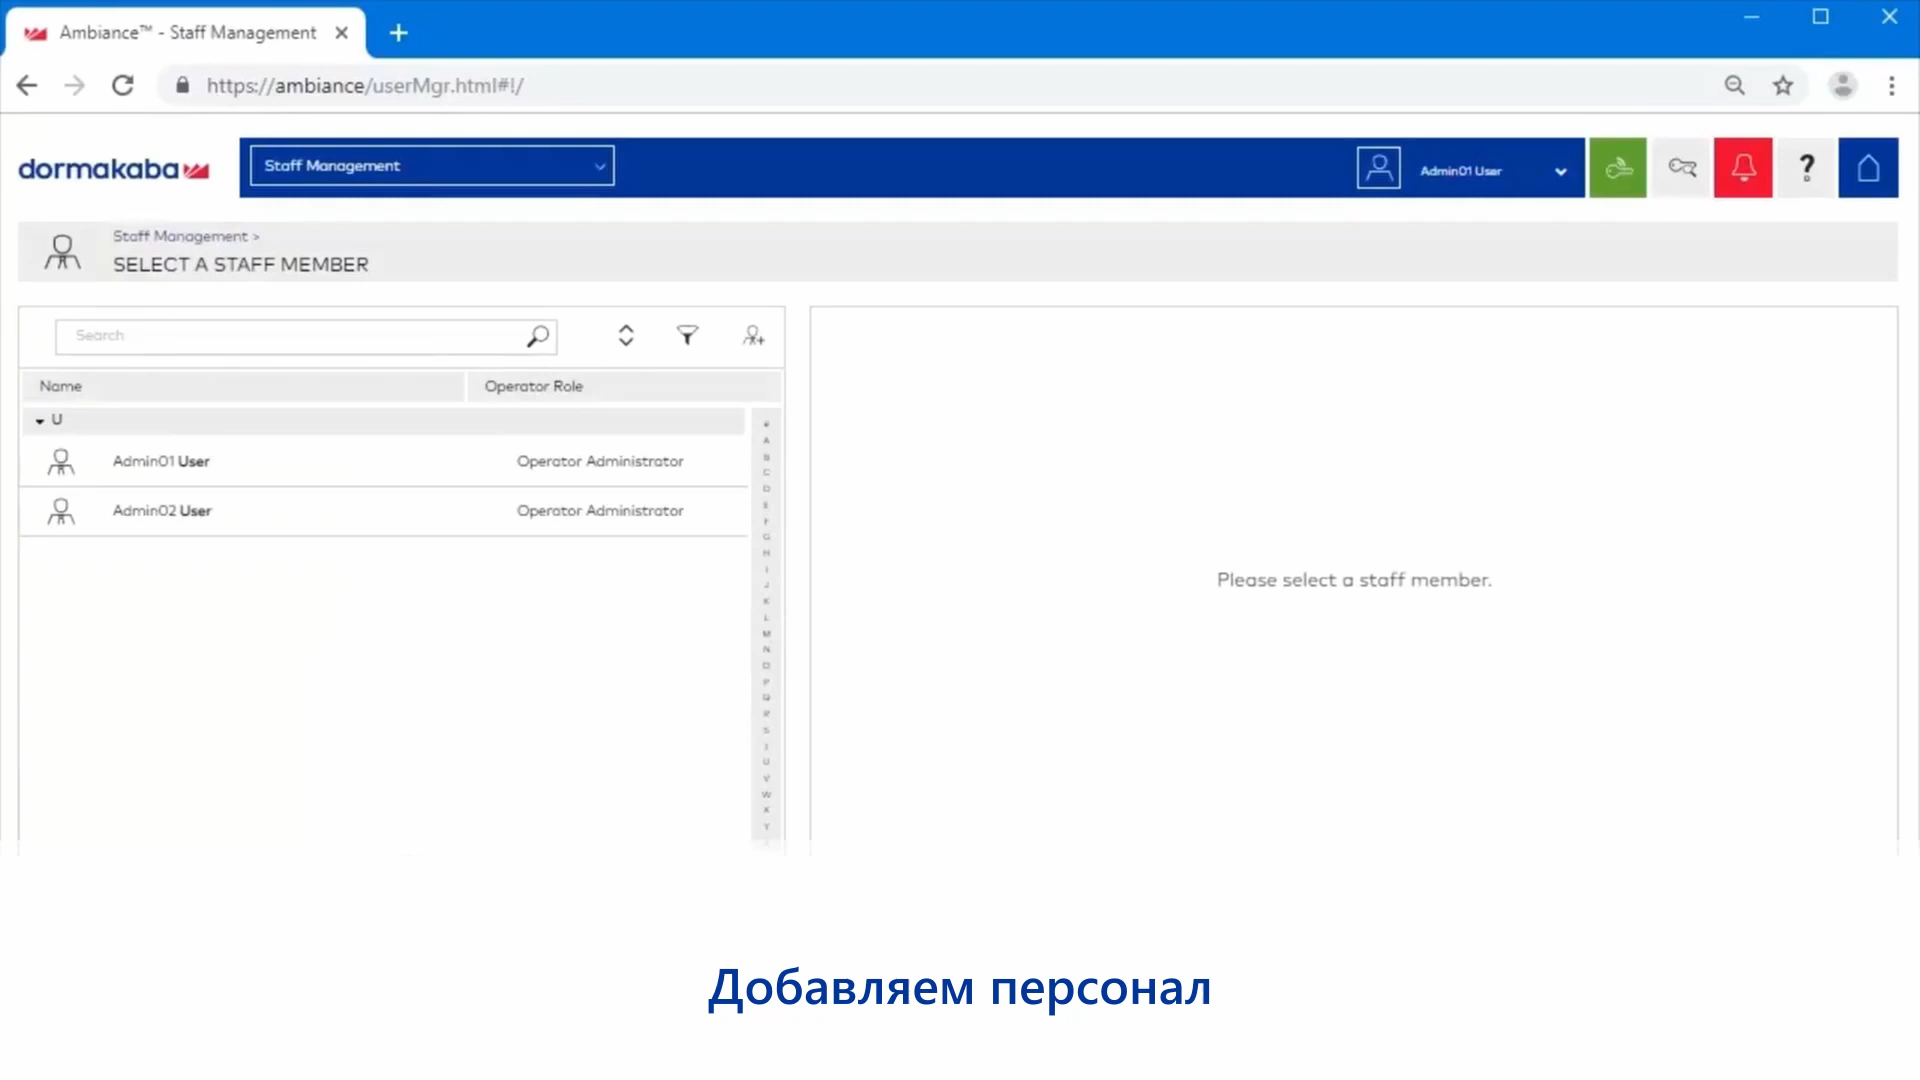 Ambiance™ - Staff Management
https://ambiance/userMgr.html#!/
dormakaba
Staff Management
Admin01 User
?
Staff Management >
SELECT A STAFF MEMBER
Search
Name
Operator Role
U
Admin01 User
Operator Administrator
Admin02 User
Operator Administrator
#
A
B
C
D
E
F
G
H
I
J
K
L
M
N
O
P
Q
R
S
T
U
V
W
X
Y
Please select a staff member.
Добавляем персонал